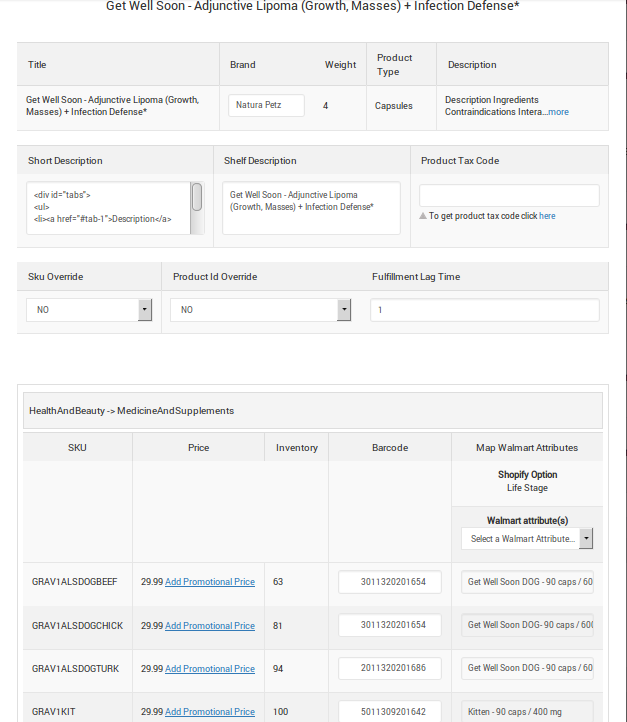 Get Well Soon - Adjunctive Lipoma (Growth, Masses) + Infection Defense*
Title Brand Weight Product Type Description
Get Well Soon - Adjunctive Lipoma (Growth, Masses) + Infection Defense* Natura Petz 4 Capsules Description Ingredients Contraindications Intera...more
Short Description Shelf Description Product Tax Code
<div id="tabs">
<ul>
<li><a href="#tab-1">Description</a>
Get Well Soon - Adjunctive Lipoma
(Growth, Masses) + Infection Defense*
To get product tax code click here
Sku Override Product Id Override Fulfillment Lag Time
NO NO 1
HealthAndBeauty -> MedicineAndSupplements
SKU Price Inventory Barcode Map Walmart Attributes
Shopify Option
Life Stage
Walmart attribute(s)
Select a Walmart Attribute...
GRAV1ALSDOGBEEF 29.99 Add Promotional Price 63 3011320201654 Get Well Soon DOG - 90 caps / 60
GRAV1ALSDOGCHICK 29.99 Add Promotional Price 81 3011320201654 Get Well Soon DOG- 90 caps / 600
GRAV1ALSDOGTURK 29.99 Add Promotional Price 94 2011320201686 Get Well Soon DOG - 90 caps / 60
GRAV1KIT 29.99 Add Promotional Price 100 5011309201642 Kitten - 90 caps / 400 mg